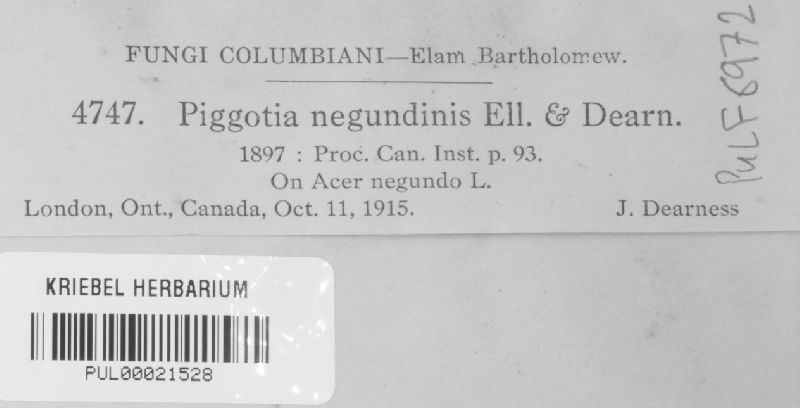 FUNGI COLUMBIANI—Elam Bartholomew.
4747. Piggotia negundinis Ell. & Dearn.
1897 : Proc. Can. Inst. p. 93.
On Acer negundo L.
London, Ont., Canada, Oct. 11, 1915. J. Dearness
PULF6972
KRIEBEL HERBARIUM
PUL00021528